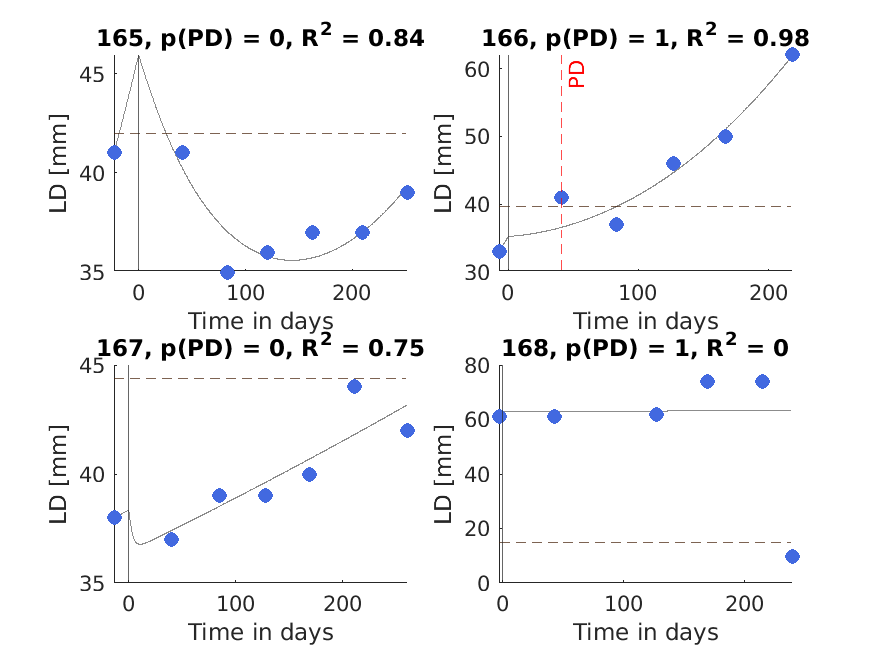 165, p(PD) = 0, R² = 0.84
45
40
35
LD [mm]
0
100
200
Time in days
166, p(PD) = 1, R² = 0.98
PD
60
50
40
30
LD [mm]
0
100
200
Time in days
167, p(PD) = 0, R² = 0.75
45
40
35
LD [mm]
0
100
200
Time in days
168, p(PD) = 1, R² = 0
80
60
40
20
0
LD [mm]
0
100
200
Time in days